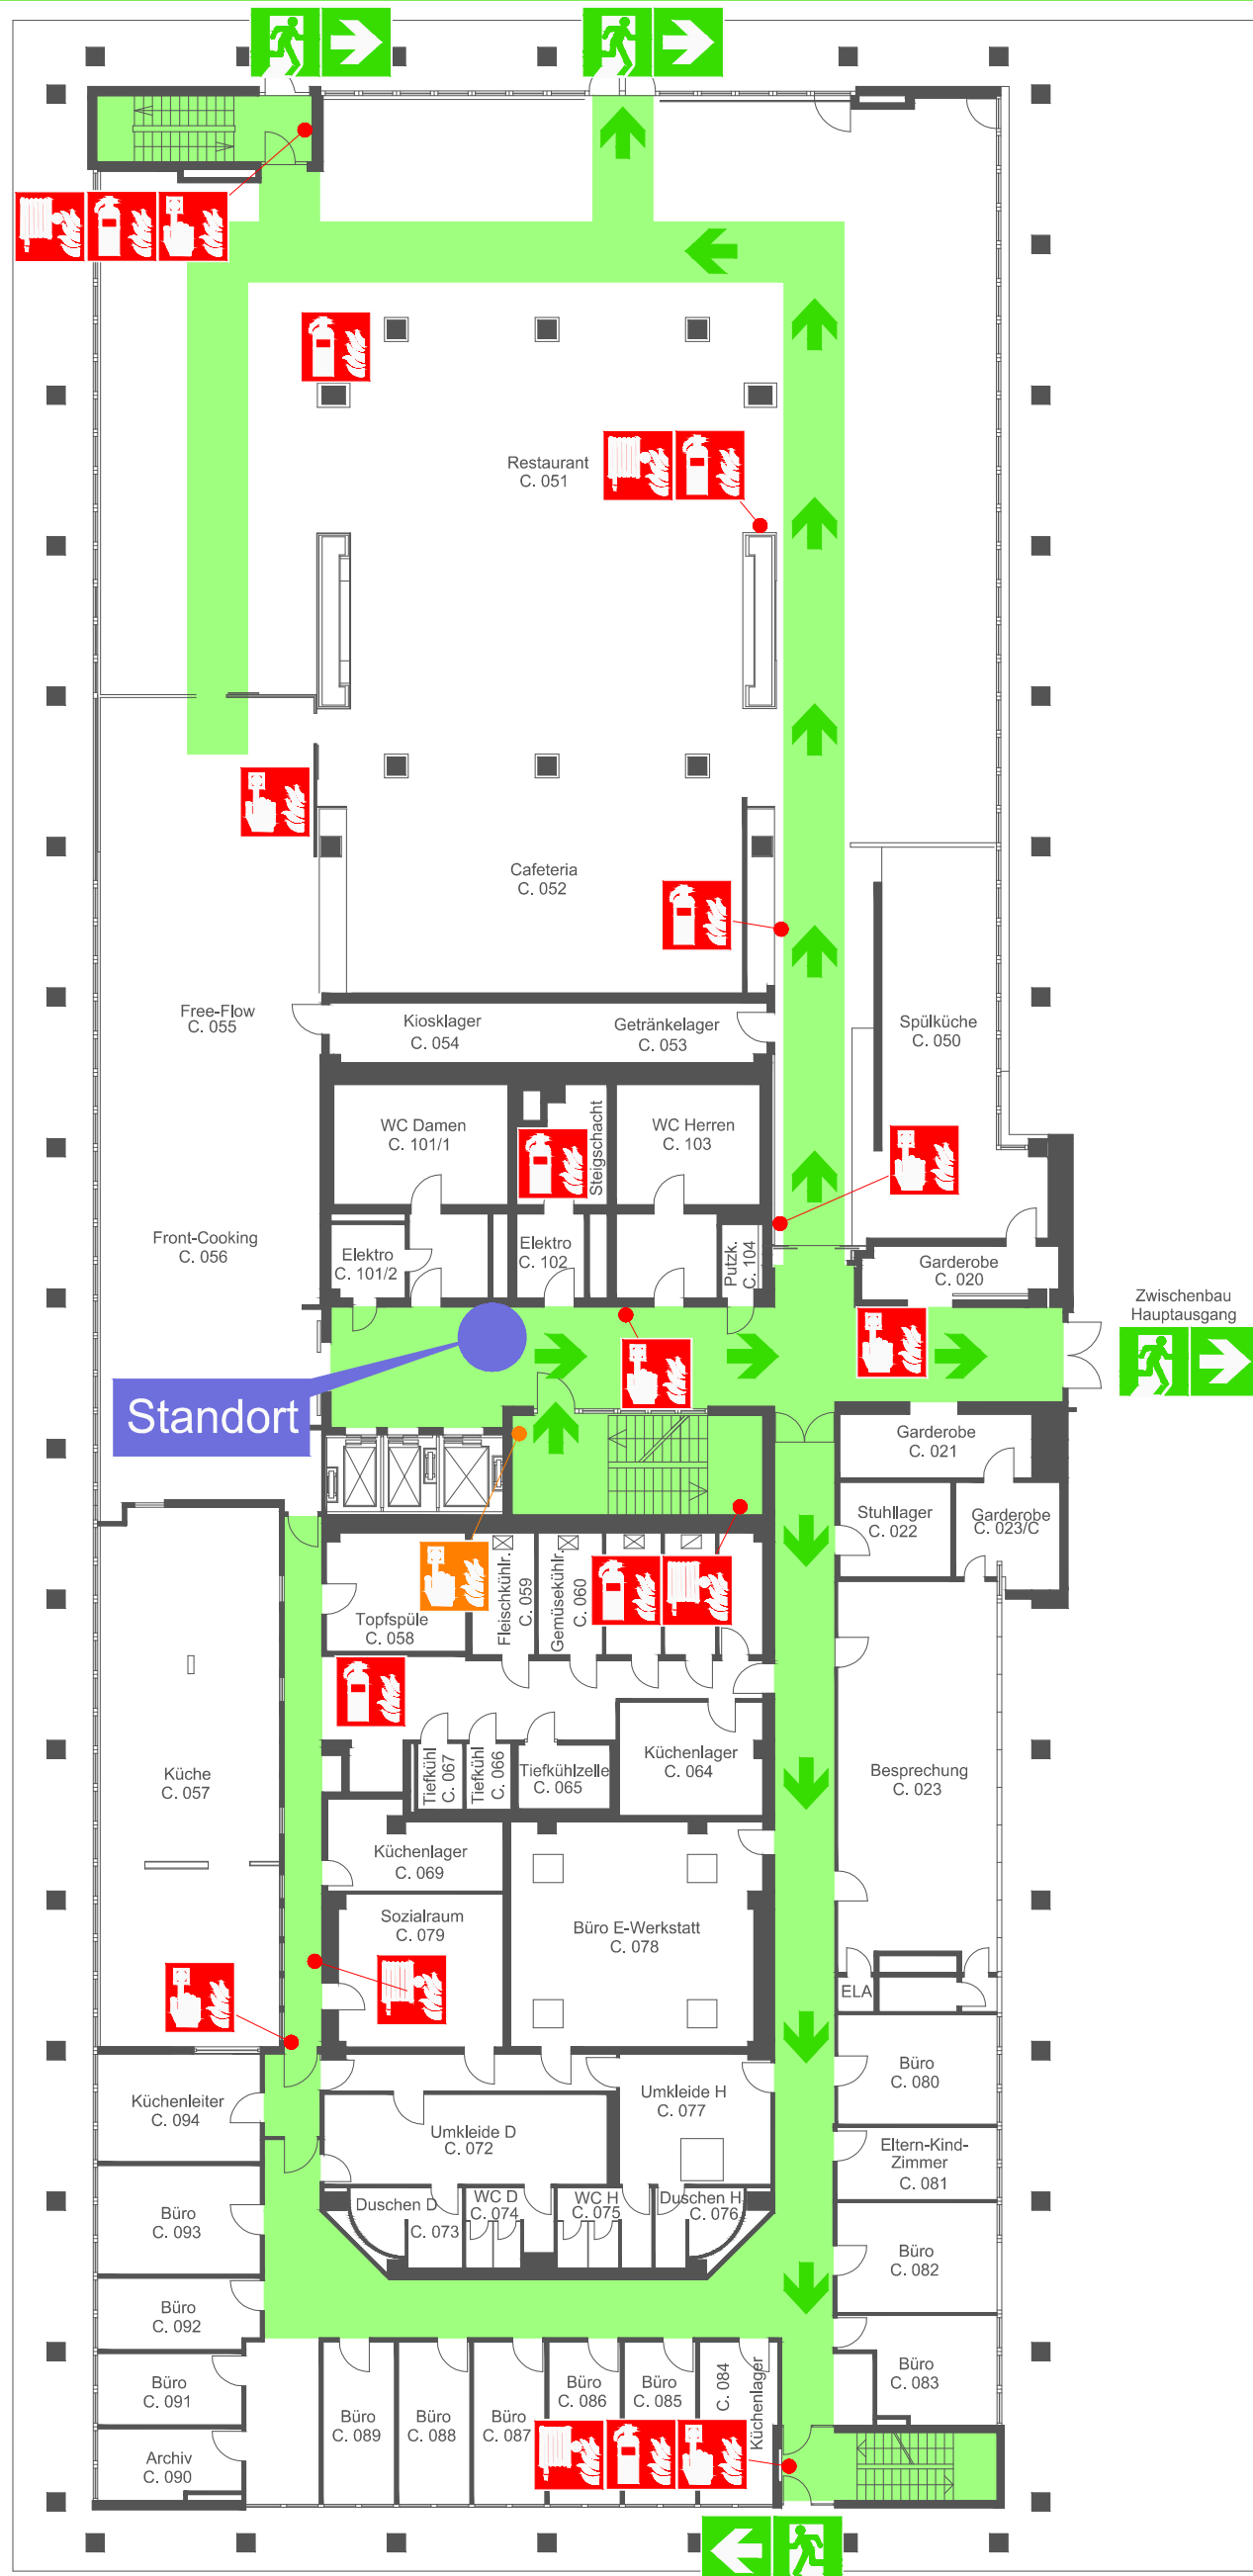 Restaurant
C. 051
Cafeteria
C. 052
Free-Flow
C. 055
Kiosklager
C. 054
Getränkelager
C. 053
Spülküche
C. 050
WC Damen
C. 101/1
Steigschacht
WC Herren
C. 103
Front-Cooking
C. 056
Elektro
C. 101/2
Elektro
C. 102
Putzk.
C. 104
Garderobe
C. 020
Zwischenbau
Hauptausgang
Standort
Garderobe
C. 021
Stuhllager
C. 022
Garderobe
C. 023/C
Topfspüle
C. 058
Fleischkühlr.
C. 059
Gemüsekühlr.
C. 060
Küche
C. 057
Tiefkühl
C. 067
Tiefkühl
C. 066
Tiefkühlzelle
C. 065
Küchenlager
C. 064
Besprechung
C. 023
Küchenlager
C. 069
Sozialraum
C. 079
Büro E-Werkstatt
C. 078
ELA
Küchenleiter
C. 094
Umkleide D
C. 072
Umkleide H
C. 077
Büro
C. 080
Eltern-Kind-
Zimmer
C. 081
Büro
C. 093
Duschen D
C. 073
WC D
C. 074
WC H
C. 075
Duschen H
C. 076
Büro
C. 082
Büro
C. 092
Büro
C. 091
Archiv
C. 090
Büro
C. 089
Büro
C. 088
Büro
C. 087
Büro
C. 086
Büro
C. 085
C. 084
Küchenlager
Büro
C. 083